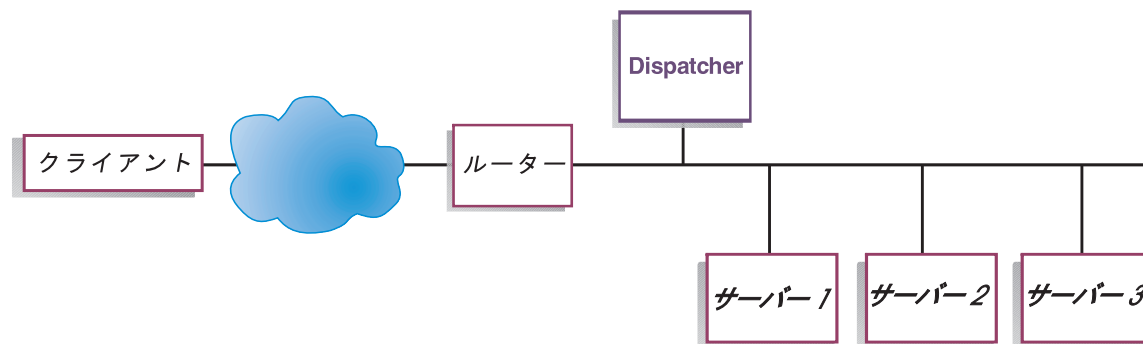 Dispatcher
クライアント
ルーター
サーバー 1
サーバー 2
サーバー 3